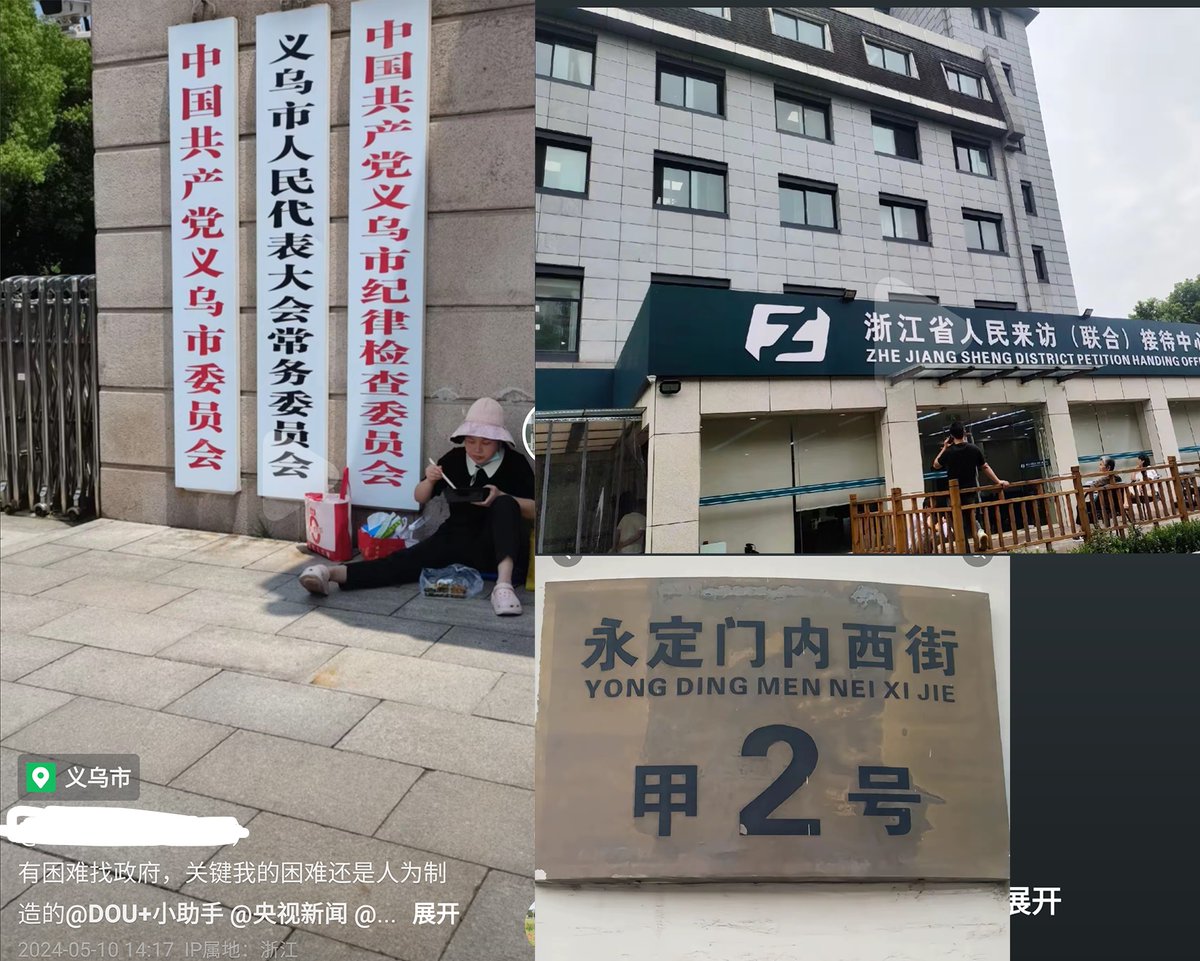 中国共产党义乌市委员会
义乌市人民代表大会常务委员会
中国共产党义乌市纪律检查委员会
义乌市
有困难找政府，关键我的困难还是人为制
造的@DOU+小助手 @央视新闻 @... 展开
2024-05-10 14:17 IP属地：浙江
浙江省人民来访（联合）接待中心
ZHE JIANG SHENG DISTRICT PETITION HANDING OFF
永定门内西街
YONG DING MEN NEI XI JIE
甲2号
展开